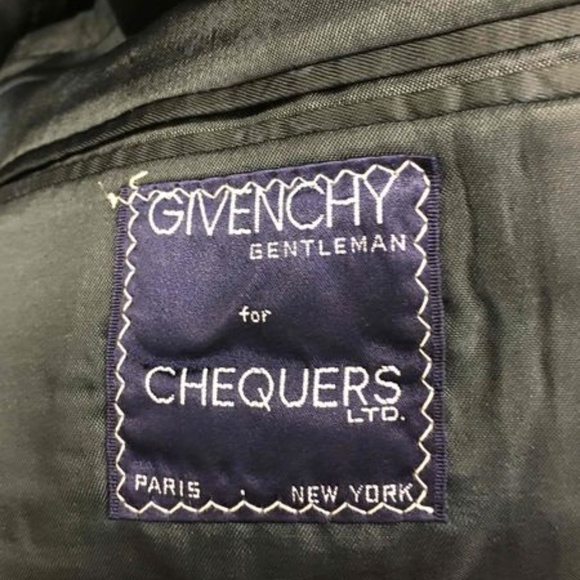 GIVENCHY
GENTLEMAN
for
CHEQUERS
LTD.
PARIS . NEW YORK